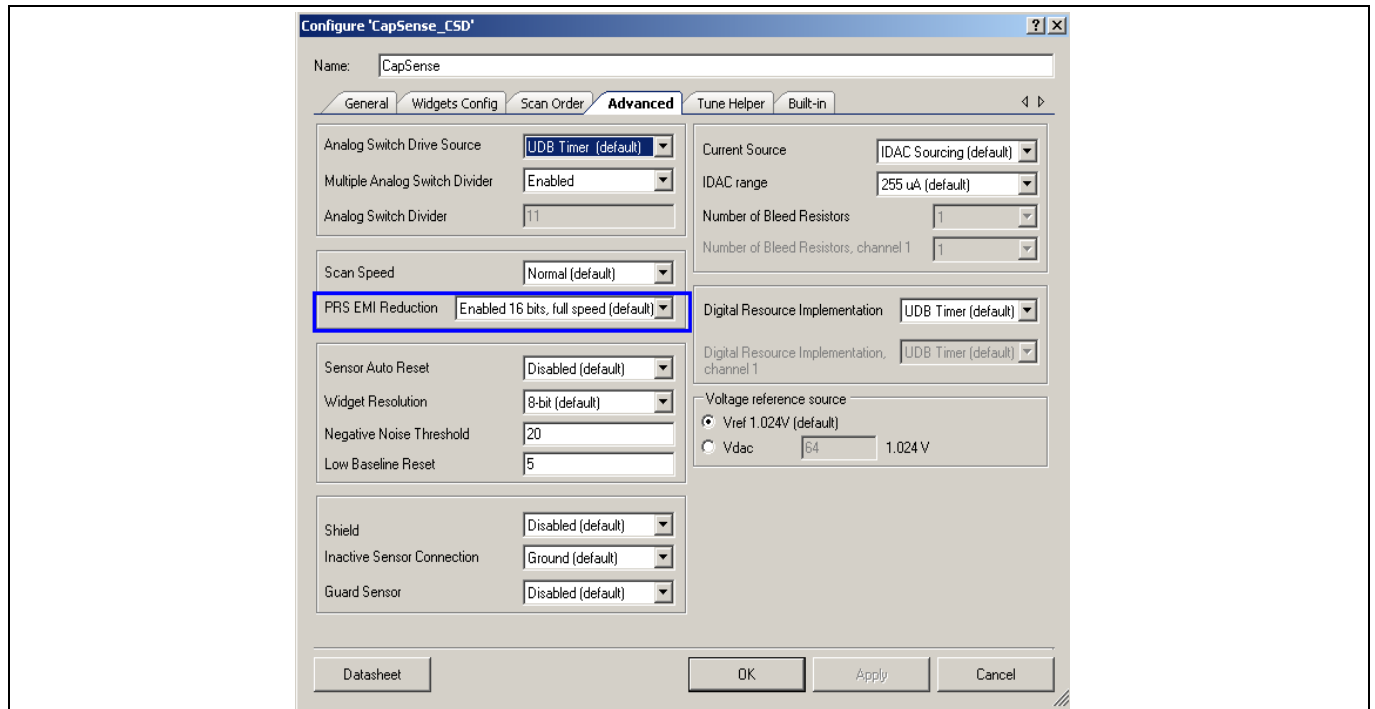 Configure 'CapSense_CSD'
Name: CapSense
General Widgets Config Scan Order Advanced Tune Helper Built-in
Analog Switch Drive Source UDB Timer (default)
Multiple Analog Switch Divider Enabled
Analog Switch Divider 11
Scan Speed Normal (default)
PRS EMI Reduction Enabled 16 bits, full speed (default)
Sensor Auto Reset Disabled (default)
Widget Resolution 8-bit (default)
Negative Noise Threshold 20
Low Baseline Reset 5
Shield Disabled (default)
Inactive Sensor Connection Ground (default)
Guard Sensor Disabled (default)
Current Source IDAC Sourcing (default)
IDAC range 255 uA (default)
Number of Bleed Resistors 1
Number of Bleed Resistors, channel 1 1
Digital Resource Implementation UDB Timer (default)
Digital Resource Implementation, UDB Timer (default)
channel 1
Voltage reference source
Vref 1.024V (default)
Vdac 64 1.024 V
Datasheet OK Apply Cancel